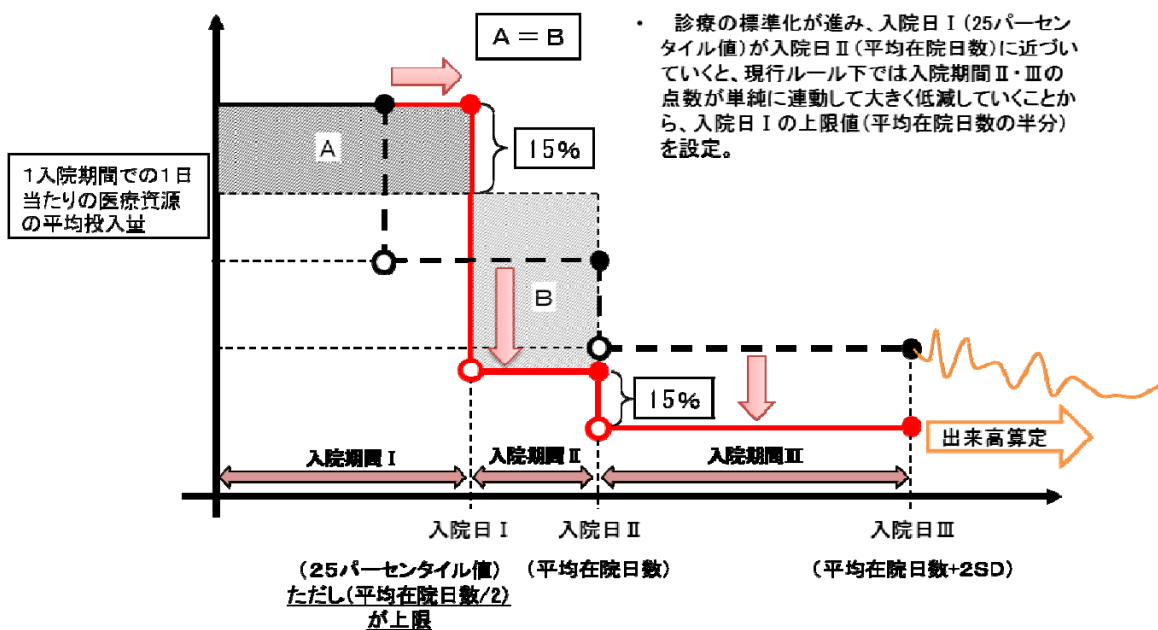 A=B
・ 診療の標準化が進み、入院日Ⅰ(25パーセン
タイル値)が入院日Ⅱ(平均在院日数)に近づい
ていくと、現行ルール下では入院期間Ⅱ・Ⅲの
点数が単純に連動して大きく低減していくことか
ら、入院日Ⅰの上限値(平均在院日数の半分)
を設定。
A
15%
1入院期間での1日
当たりの医療資源
の平均投入量
B
15%
出来高算定
入院期間Ⅰ
入院期間Ⅱ
入院期間Ⅲ
入院日Ⅰ
入院日Ⅱ
入院日Ⅲ
(25パーセンタイル値)
ただし(平均在院日数/2)
が上限
(平均在院日数)
(平均在院日数+2SD)